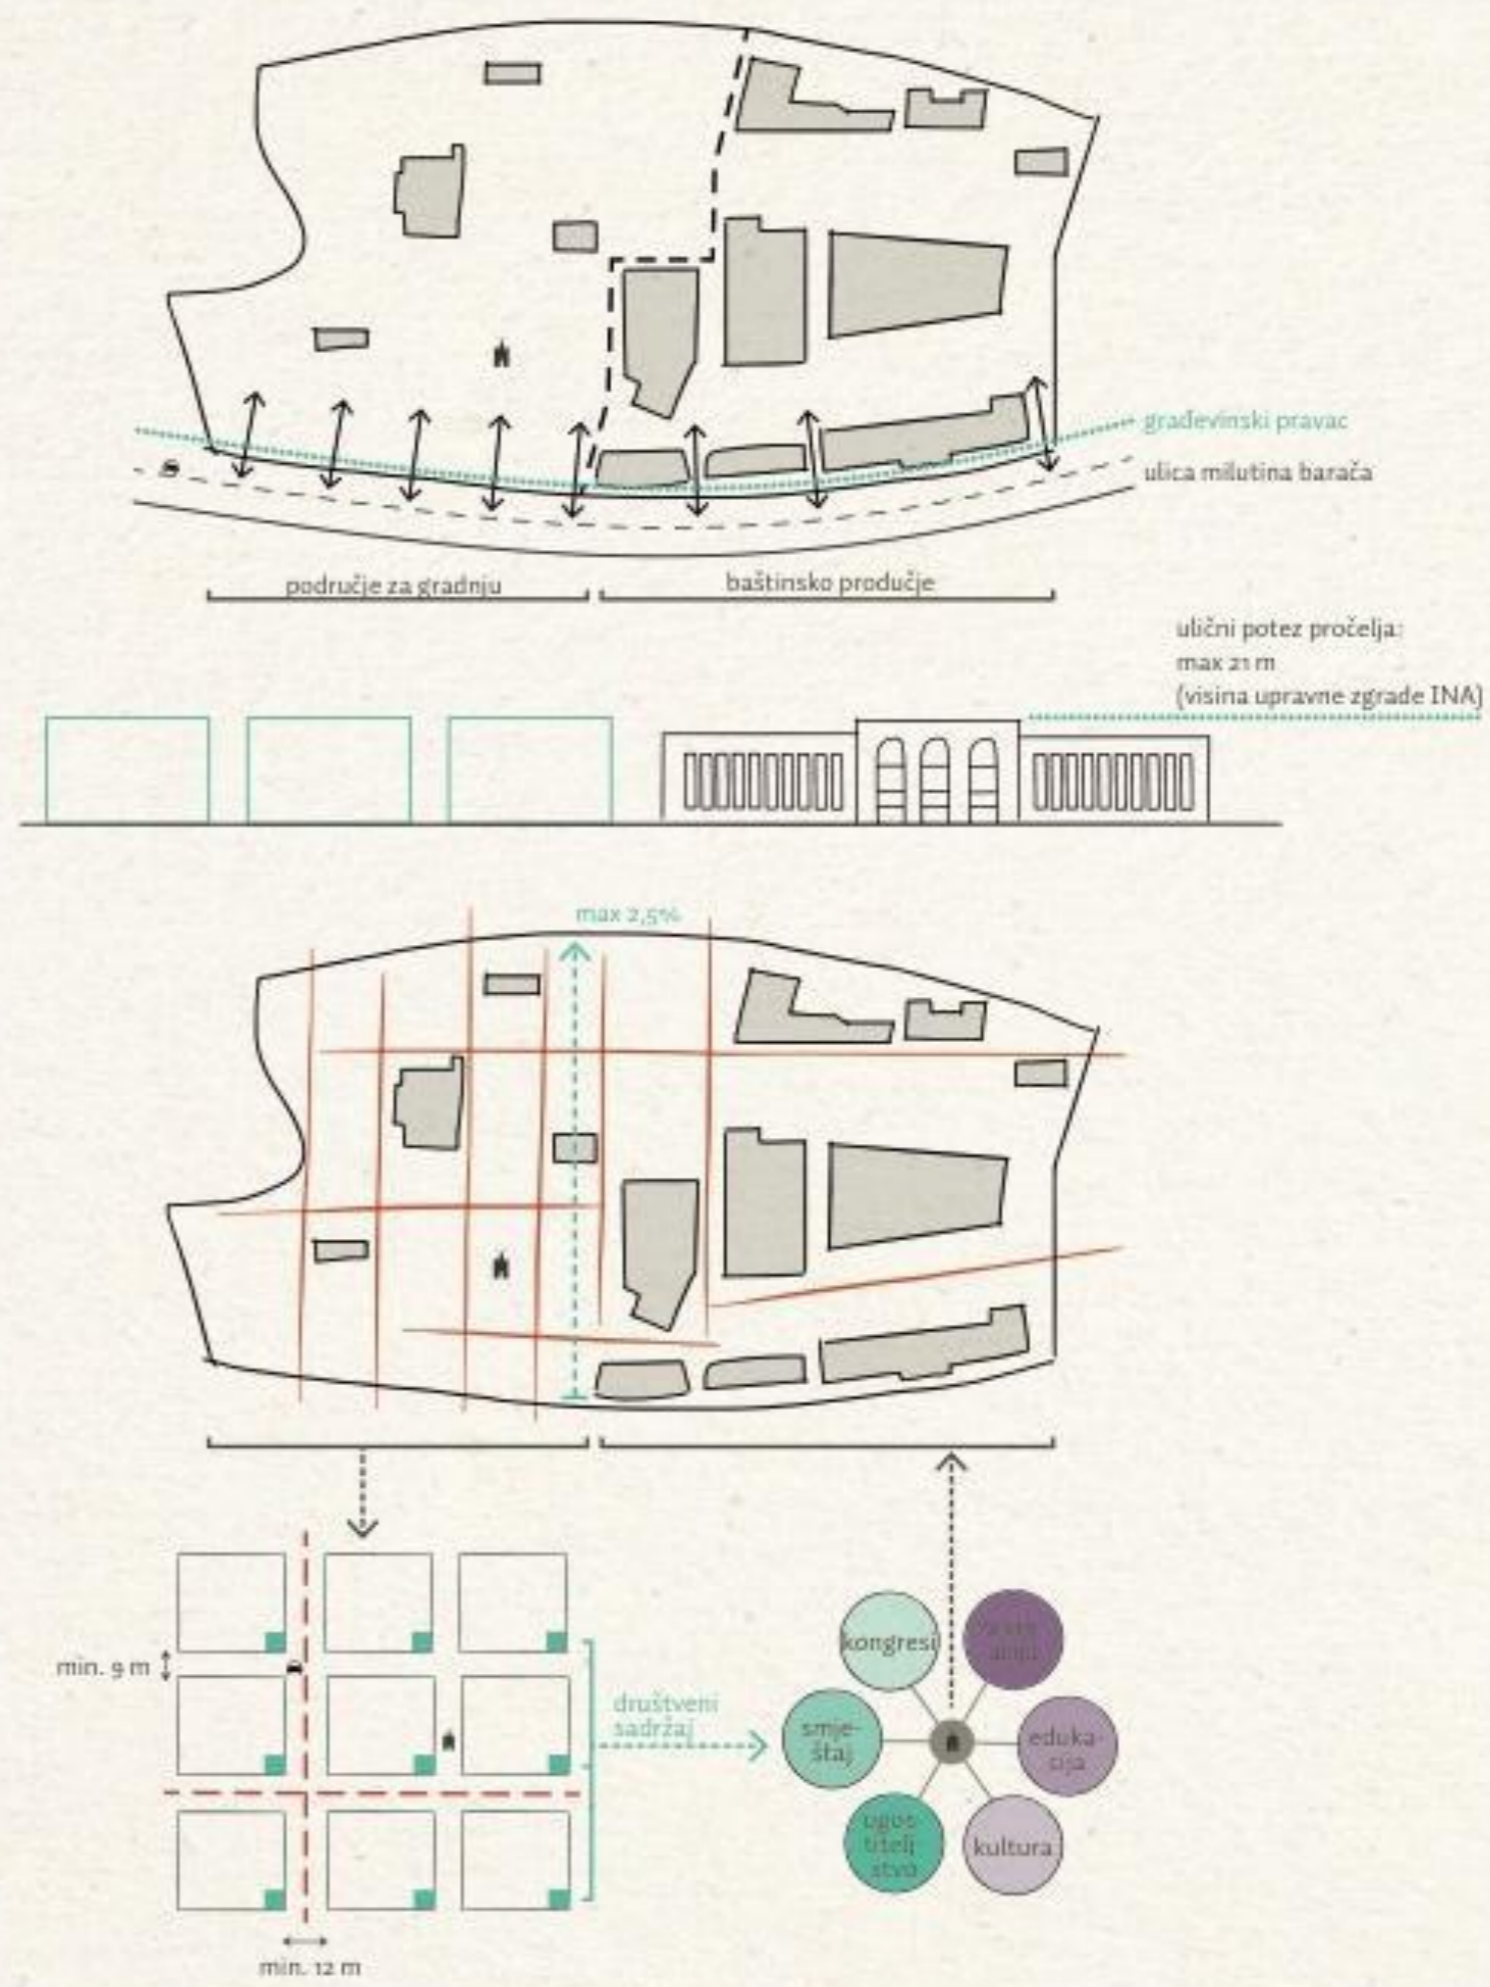 građevinski pravac
ulica milutina barača
područje za gradnju
baštinsko produčje
ulični potez pročelja:
max 21 m
(visina upravne zgrade INA)
max 2,5%
min. 9 m
min. 12 m
društveni
sadržaj
kongresi
smje-
štaj
eduka-
cija
ugos
titelj
stvo
kultura